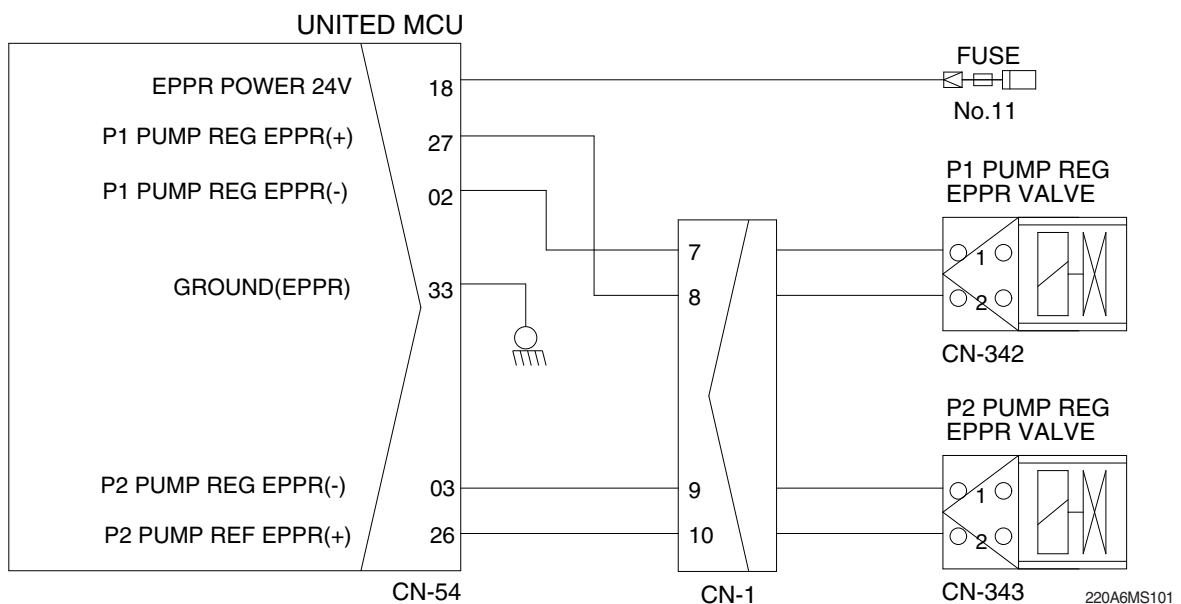 UNITED MCU
EPPR POWER 24V
18
FUSE
No.11
P1 PUMP REG EPPR(+)
27
P1 PUMP REG EPPR(-)
02
P1 PUMP REG
EPPR VALVE
7
1
8
2
GROUND(EPPR)
33
CN-342
P2 PUMP REG
EPPR VALVE
P2 PUMP REG EPPR(-)
03
9
1
P2 PUMP REF EPPR(+)
26
10
2
CN-54
CN-1
CN-343
220A6MS101